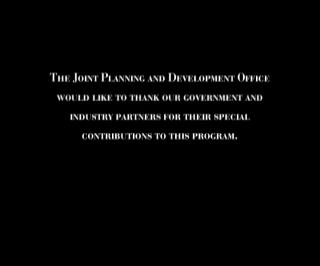 The Joint Planning and Development Office
would like to thank our government and
industry partners for their special
contributions to this program.